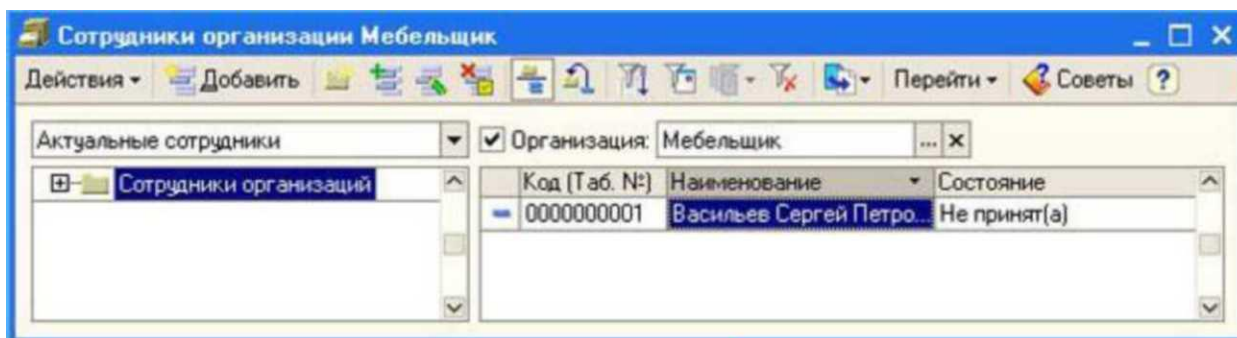 Сотрудники организации Мебельщик
Действия Добавить Перейти Советы ?
Актуальные сотрудники Организация: Мебельщик ... x
Сотрудники организаций Код (Таб. №) Наименование Состояние
0000000001 Васильев Сергей Петро... Не принят(а)